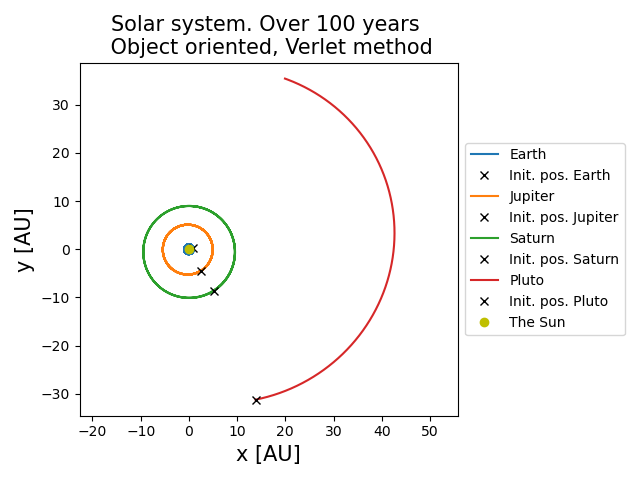 Solar system. Over 100 years
Object oriented, Verlet method
y [AU]
30
20
10
0
−10
−20
−30
−20
−10
0
10
20
30
40
50
x [AU]
Earth
Init. pos. Earth
Jupiter
Init. pos. Jupiter
Saturn
Init. pos. Saturn
Pluto
Init. pos. Pluto
The Sun